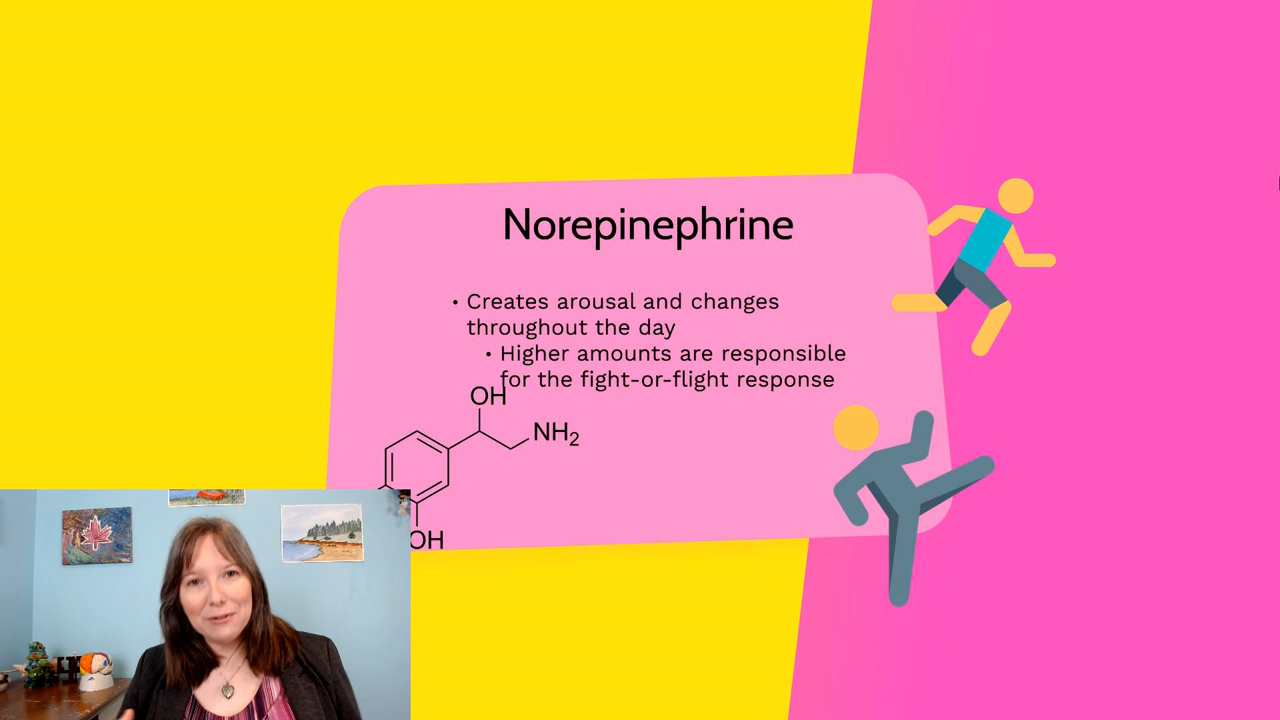 Norepinephrine
• Creates arousal and changes
throughout the day
• Higher amounts are responsible
for the fight-or-flight response
OH
NH₂
OH